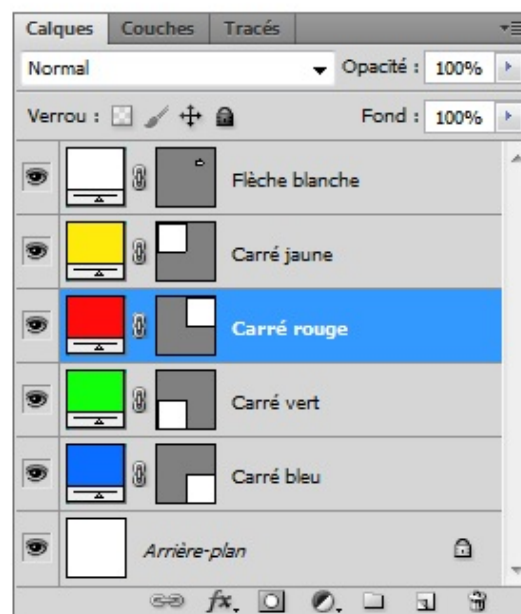 Calques Couches Tracés
Normal Opacité : 100%
Verrou : Fond : 100%
Flèche blanche
Carré jaune
Carré rouge
Carré vert
Carré bleu
Arrière-plan
fx.